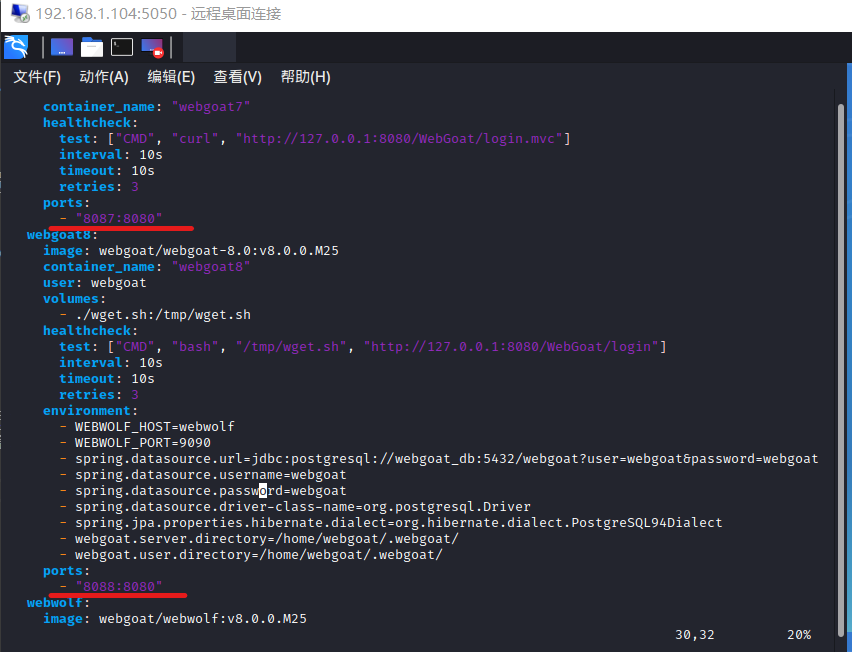 192.168.1.104:5050 - 远程桌面连接
文件(F) 动作(A) 编辑(E) 查看(V) 帮助(H)
container_name: "webgoat7"
healthcheck:
test: ["CMD", "curl", "http://127.0.0.1:8080/WebGoat/login.mvc"]
interval: 10s
timeout: 10s
retries: 3
ports:
- "8087:8080"
webgoat8:
image: webgoat/webgoat-8.0:v8.0.0.M25
container_name: "webgoat8"
user: webgoat
volumes:
- ./wget.sh:/tmp/wget.sh
healthcheck:
test: ["CMD", "bash", "/tmp/wget.sh", "http://127.0.0.1:8080/WebGoat/login"]
interval: 10s
timeout: 10s
retries: 3
environment:
- WEBWOLF_HOST=webwolf
- WEBWOLF_PORT=9090
- spring.datasource.url=jdbc:postgresql://webgoat_db:5432/webgoat?user=webgoat&password=webgoat
- spring.datasource.username=webgoat
- spring.datasource.password=webgoat
- spring.datasource.driver-class-name=org.postgresql.Driver
- spring.jpa.properties.hibernate.dialect=org.hibernate.dialect.PostgreSQL94Dialect
- webgoat.server.directory=/home/webgoat/.webgoat/
- webgoat.user.directory=/home/webgoat/.webgoat/
ports:
- "8088:8080"
webwolf:
image: webgoat/webwolf:v8.0.0.M25
30,32 20%